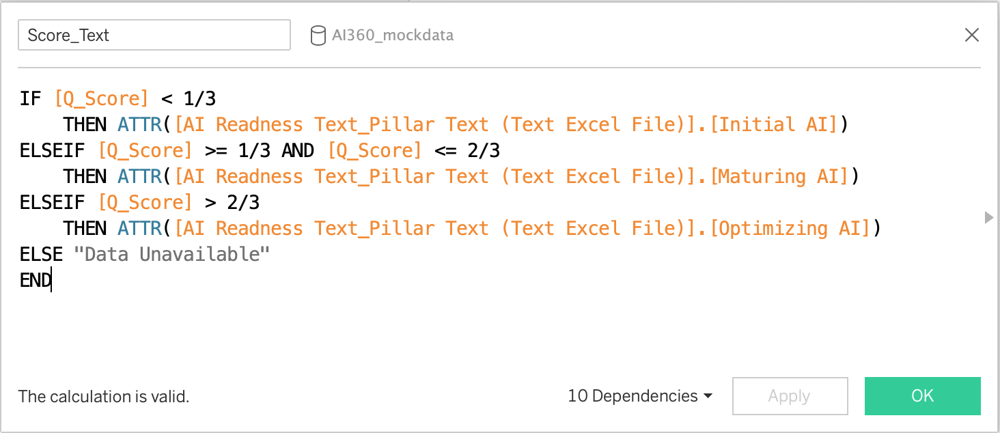 Score_Text AI360_mockdata
IF [Q_Score] < 1/3
    THEN ATTR([AI Readness Text_Pillar Text (Text Excel File)].[Initial AI])
ELSEIF [Q_Score] >= 1/3 AND [Q_Score] <= 2/3
    THEN ATTR([AI Readness Text_Pillar Text (Text Excel File)].[Maturing AI])
ELSEIF [Q_Score] > 2/3
    THEN ATTR([AI Readness Text_Pillar Text (Text Excel File)].[Optimizing AI])
ELSE "Data Unavailable"
END
The calculation is valid. 10 Dependencies Apply OK